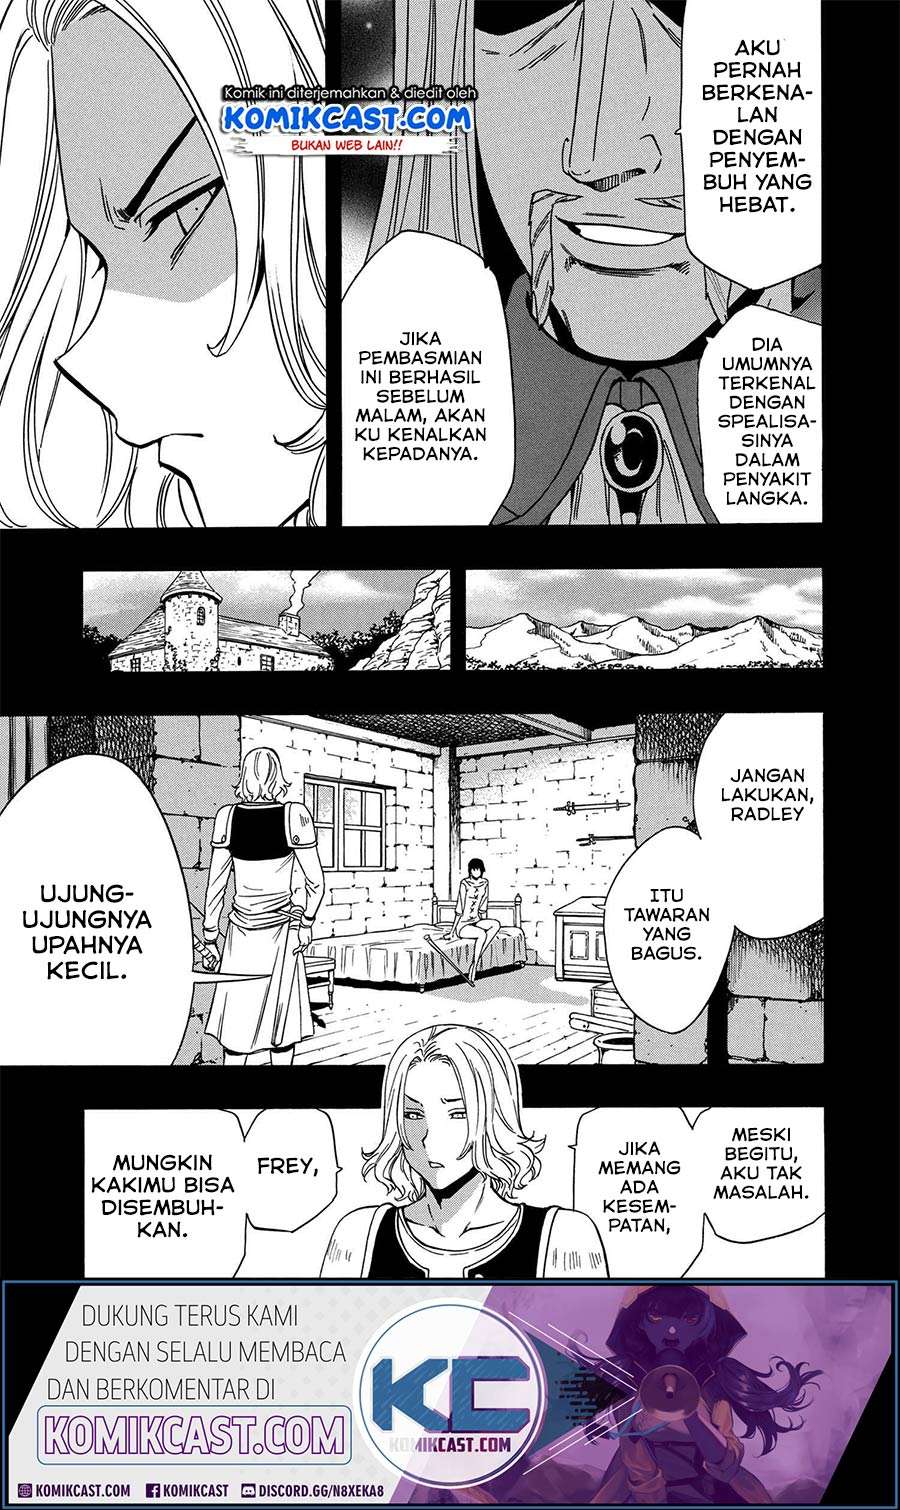 AKU
PERNAH
BERKENA-
LAN
DENGAN
PENYEM-
BUH YANG
HEBAT.
Komik ini diterjemahkan & diedit oleh
KOMIKCAST.COM
BUKAN WEB LAIN!!
DIA
UMUMNYA
TERKENAL
DENGAN
SPEALISA-
SINYA
DALAM
PENYAKIT
LANGKA.
JIKA
PEMBASMIAN
INI BERHASIL
SEBELUM
MALAM, AKAN
KU KENALKAN
KEPADANYA.
JANGAN
LAKUKAN,
RADLEY
ITU
TAWARAN
YANG
BAGUS.
UJUNG-
UJUNGNYA
UPAHNYA
KECIL.
MESKI
BEGITU,
AKU TAK
MASALAH.
JIKA
MEMANG
ADA
KESEM-
PATAN,
FREY,
MUNGKIN
KAKIMU BISA
DISEMBUH-
KAN.
DUKUNG TERUS KAMI
DENGAN SELALU MEMBACA
DAN BERKOMENTAR DI
KOMIKCAST.COM
KC
KOMIKCAST.COM
KOMIKCAST.COM
KOMIKCAST
DISCORD.GG/N8XEKA8